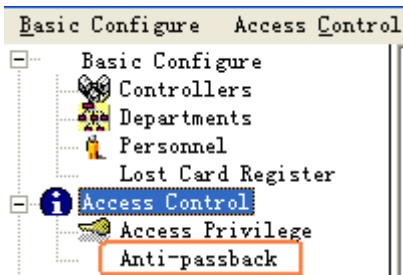 Basic Configure Access Control
Basic Configure
Controllers
Departments
Personnel
Lost Card Register
Access Control
Access Privilege
Anti-passback